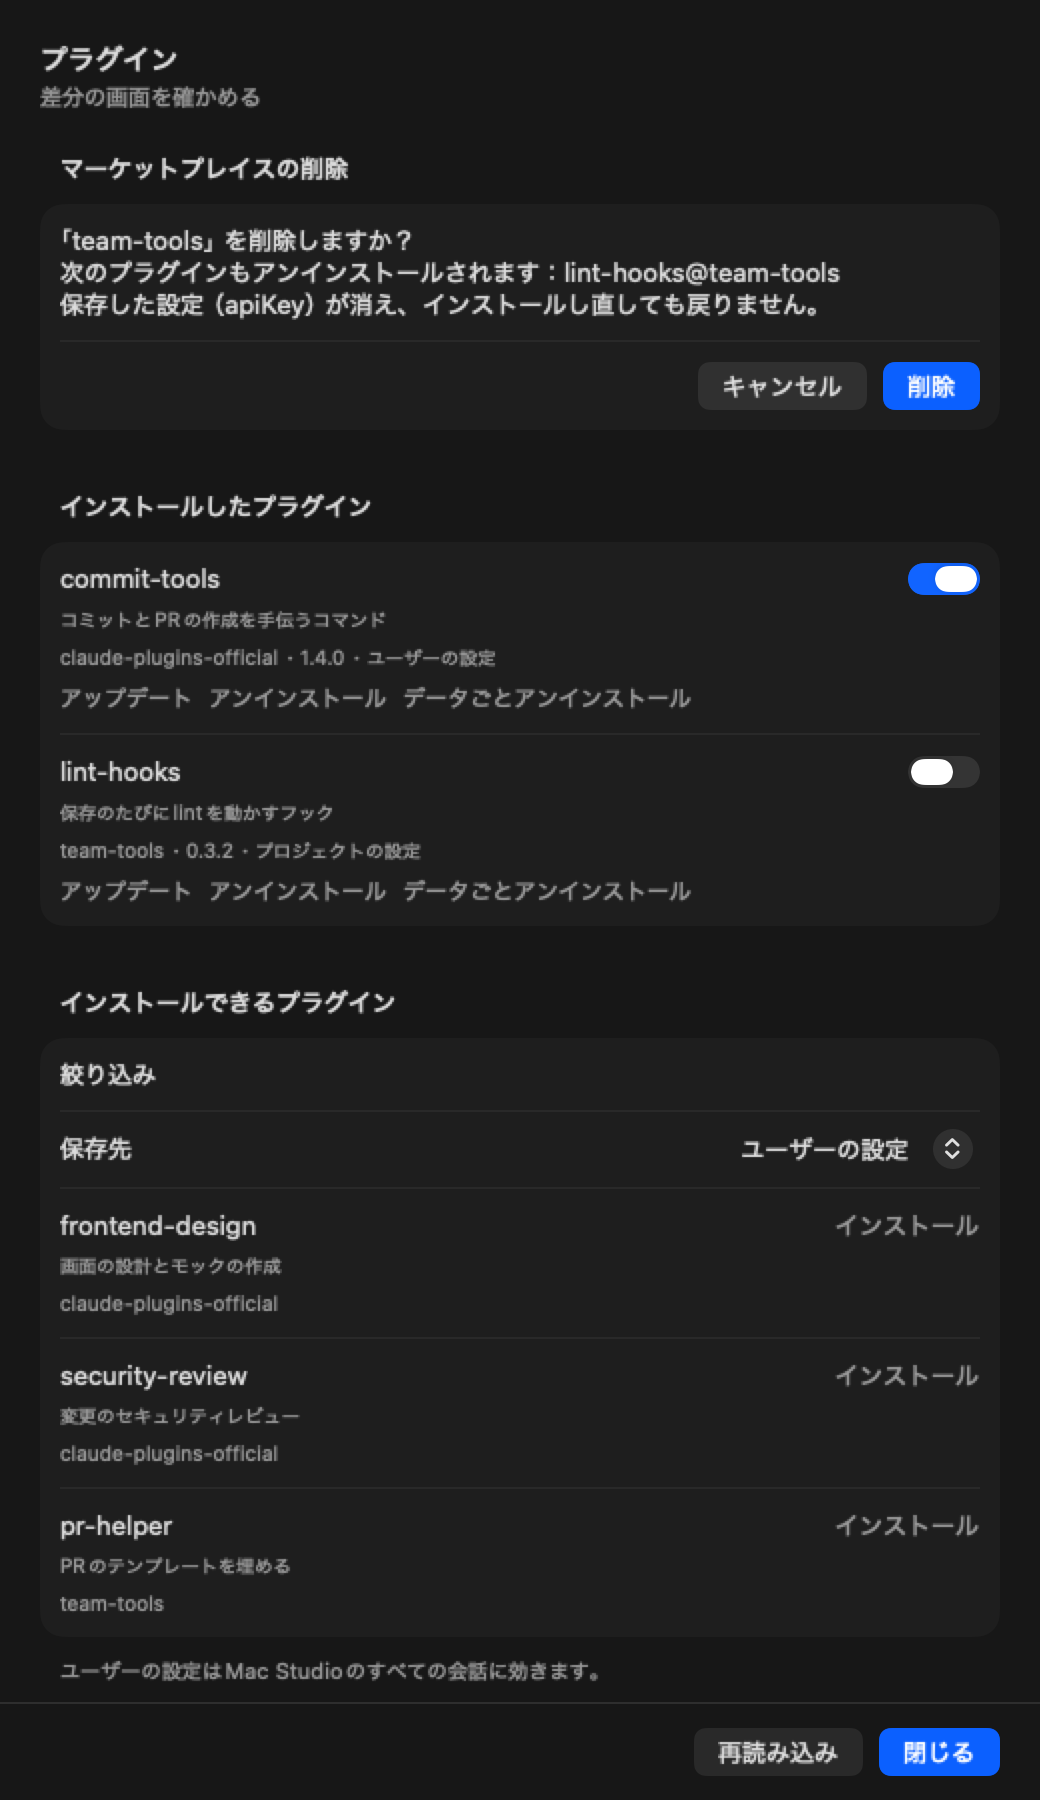 プラグイン
差分の画面を確かめる
マーケットプレイスの削除
「team-tools」を削除しますか？
次のプラグインもアンインストールされます：lint-hooks@team-tools
保存した設定（apiKey）が消え、インストールし直しても戻りません。
キャンセル 削除
インストールしたプラグイン
commit-tools
コミットとPRの作成を手伝うコマンド
claude-plugins-official・1.4.0・ユーザーの設定
アップデート アンインストール データごとアンインストール
lint-hooks
保存のたびにlintを動かすフック
team-tools・0.3.2・プロジェクトの設定
アップデート アンインストール データごとアンインストール
インストールできるプラグイン
絞り込み
保存先 ユーザーの設定
frontend-design インストール
画面の設計とモックの作成
claude-plugins-official
security-review インストール
変更のセキュリティレビュー
claude-plugins-official
pr-helper インストール
PRのテンプレートを埋める
team-tools
ユーザーの設定はMac Studioのすべての会話に効きます。
再読み込み 閉じる